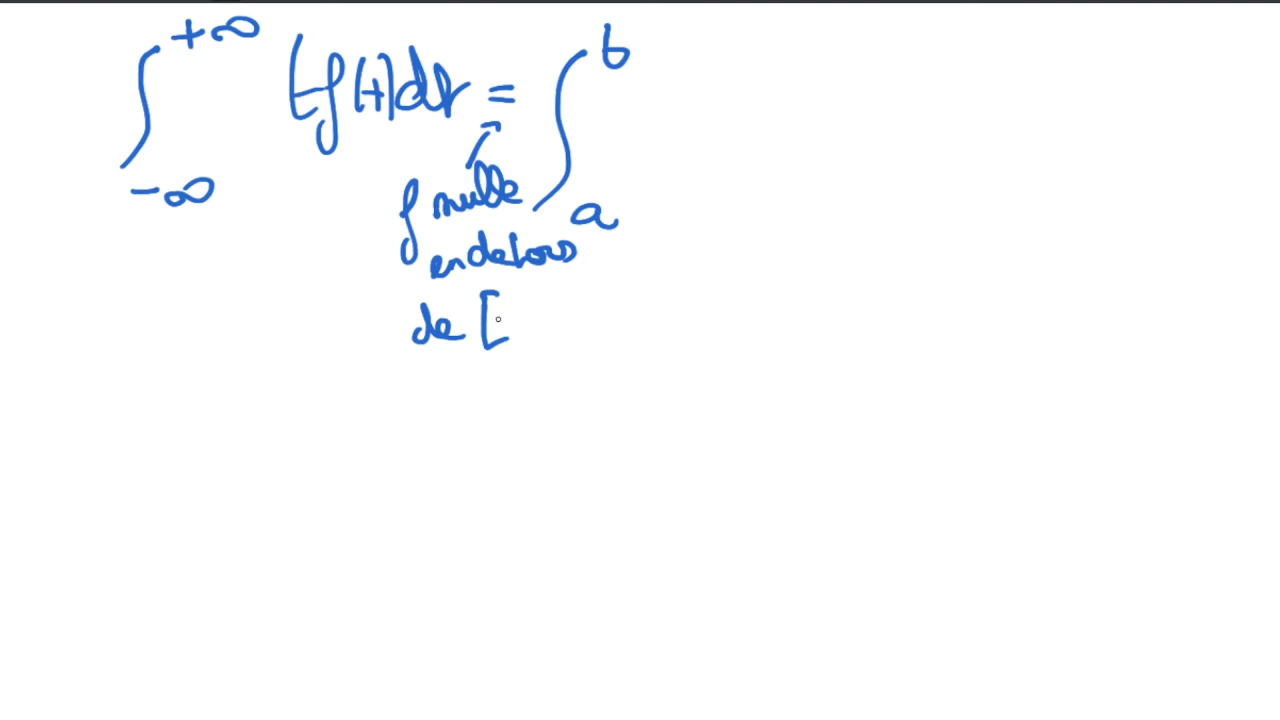 ∫_{-∞}^{+∞} t f(t) dt = ∫_a^b
f nulle
en dehors
de [